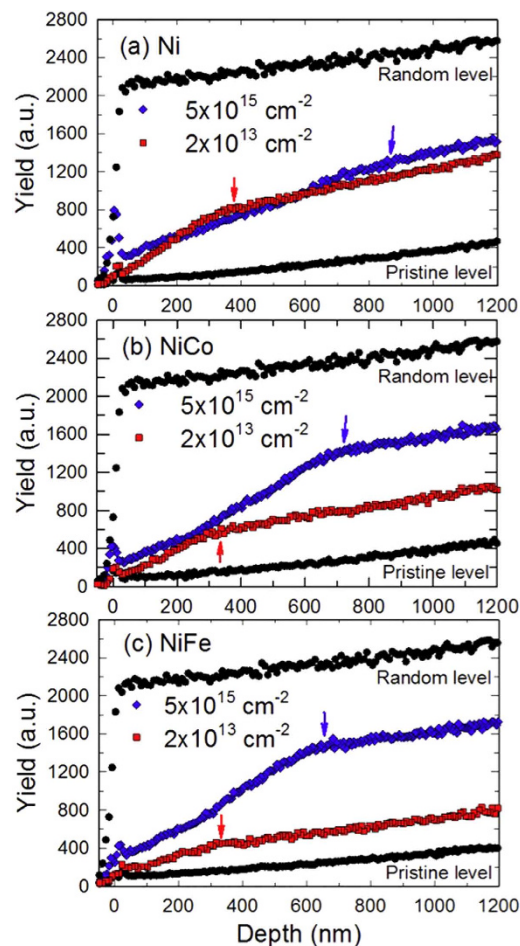 2800
2400
2000
1600
1200
800
400
0
Yield (a.u.)
(a) Ni
Random level
5x10¹⁵ cm⁻²
2x10¹³ cm⁻²
Pristine level
0 200 400 600 800 1000 1200
2800
2400
2000
1600
1200
800
400
0
Yield (a.u.)
(b) NiCo
Random level
5x10¹⁵ cm⁻²
2x10¹³ cm⁻²
Pristine level
0 200 400 600 800 1000 1200
2800
2400
2000
1600
1200
800
400
0
Yield (a.u.)
(c) NiFe
Random level
5x10¹⁵ cm⁻²
2x10¹³ cm⁻²
Pristine level
0 200 400 600 800 1000 1200
Depth (nm)